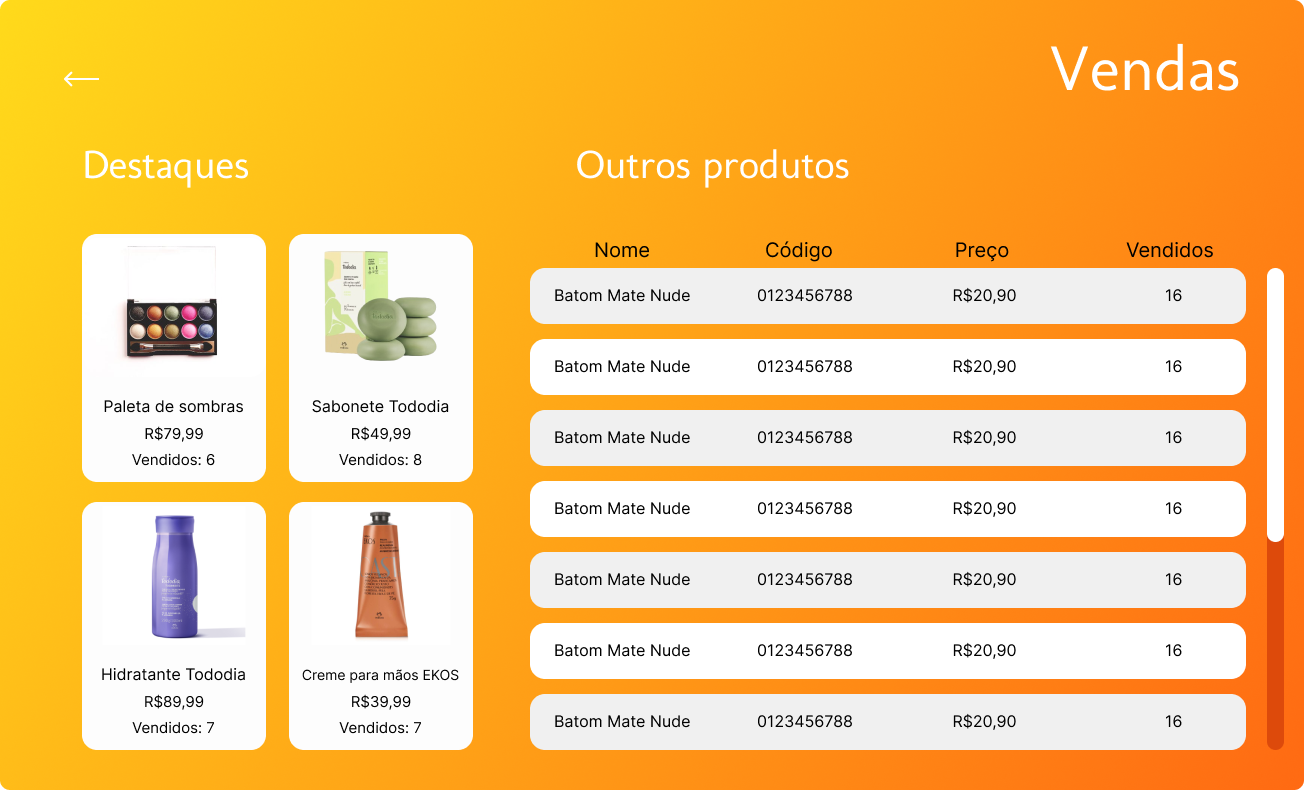 Vendas
Destaques
Paleta de sombras
R$79,99
Vendidos: 6
Sabonete Tododia
R$49,99
Vendidos: 8
Hidratante Tododia
R$89,99
Vendidos: 7
EKOS
Creme para mãos EKOS
R$39,99
Vendidos: 7
Outros produtos
Nome Código Preço Vendidos
Batom Mate Nude 0123456788 R$20,90 16
Batom Mate Nude 0123456788 R$20,90 16
Batom Mate Nude 0123456788 R$20,90 16
Batom Mate Nude 0123456788 R$20,90 16
Batom Mate Nude 0123456788 R$20,90 16
Batom Mate Nude 0123456788 R$20,90 16
Batom Mate Nude 0123456788 R$20,90 16